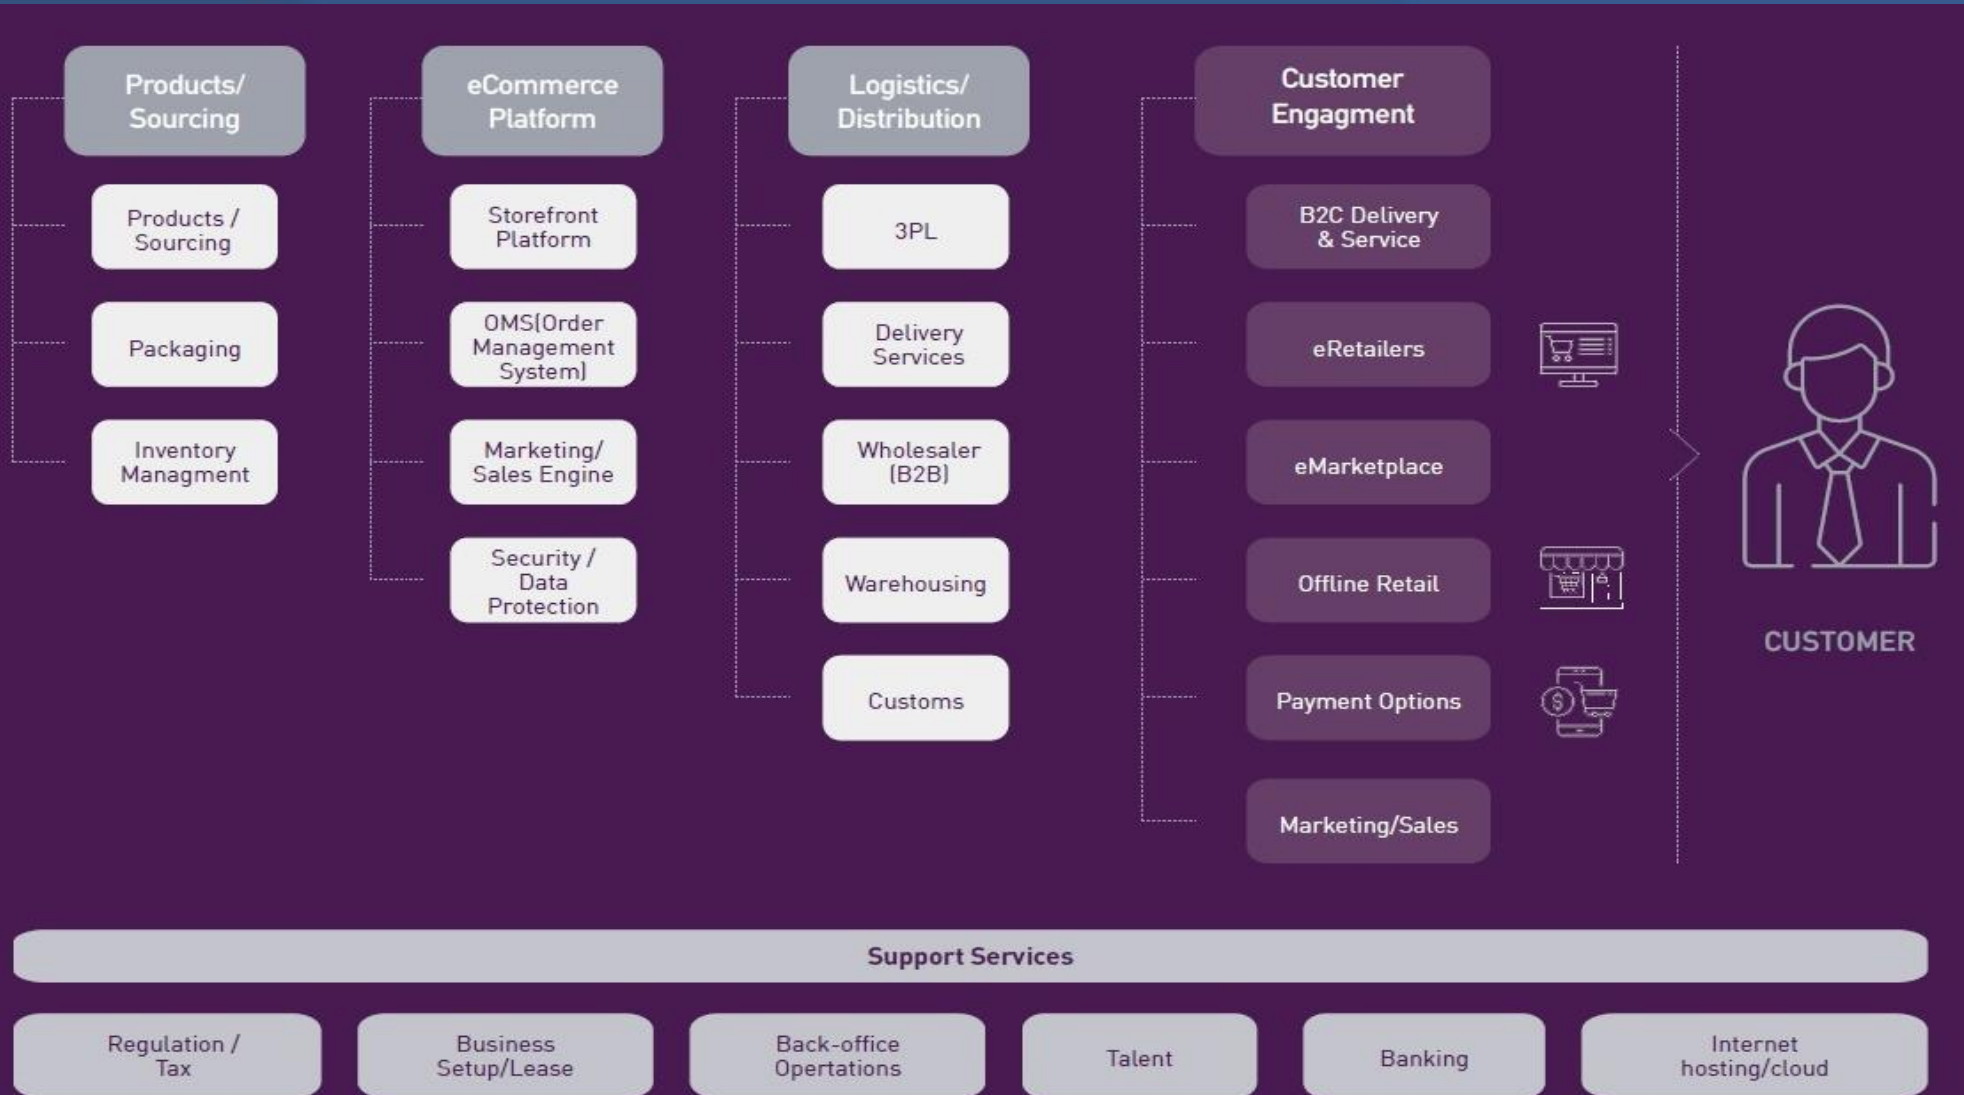 Products/
Sourcing
Products /
Sourcing
Packaging
Inventory
Managment
eCommerce
Platform
Storefront
Platform
OMS(Order
Management
System)
Marketing/
Sales Engine
Security /
Data
Protection
Logistics/
Distribution
3PL
Delivery
Services
Wholesaler
(B2B)
Warehousing
Customs
Customer
Engagment
B2C Delivery
& Service
eRetailers
eMarketplace
Offline Retail
Payment Options
Marketing/Sales
$
CUSTOMER
Support Services
Regulation /
Tax
Business
Setup/Lease
Back-office
Opertations
Talent
Banking
Internet
hosting/cloud